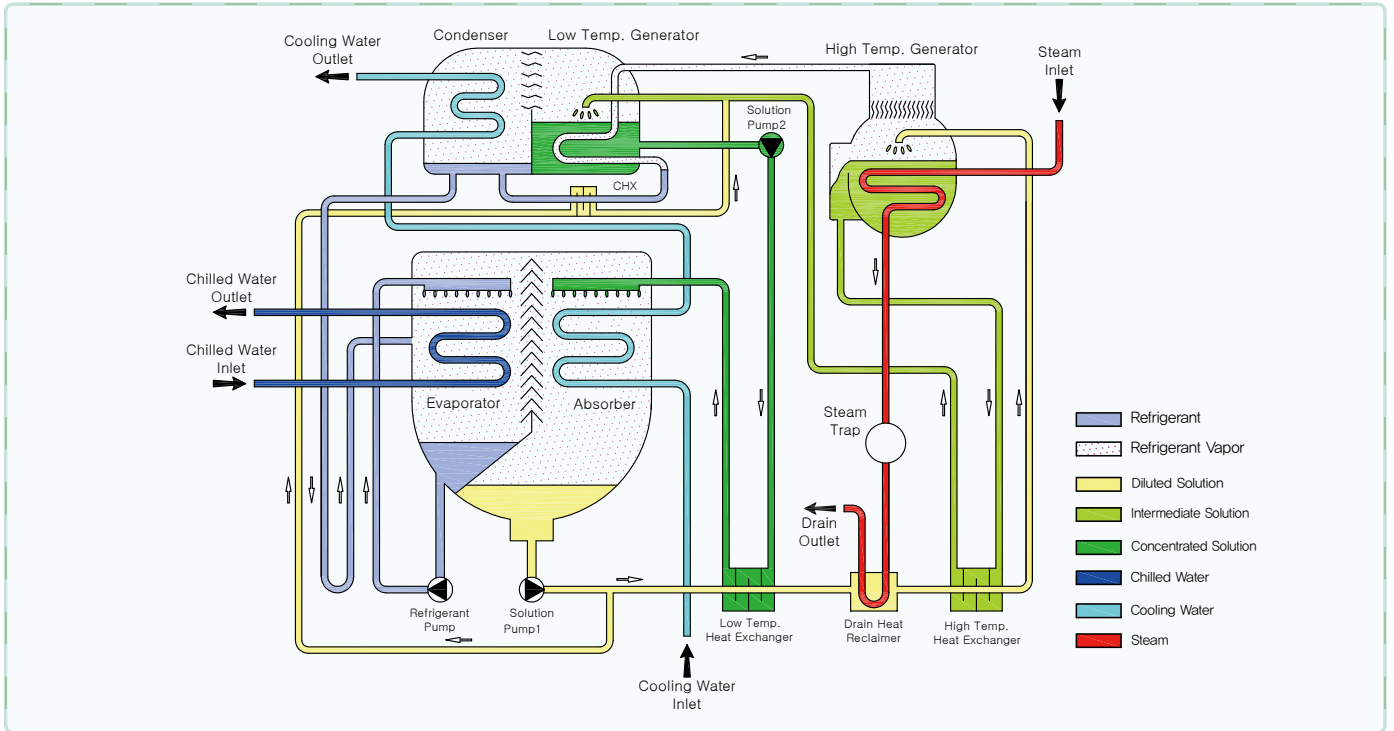 Condenser
Low Temp. Generator
High Temp. Generator
Cooling Water
Outlet
Steam
Inlet
Solution
Pump2
CHX
Chilled Water
Outlet
Chilled Water
Inlet
Evaporator
Absorber
Steam
Trap
Drain
Outlet
Refrigerant
Pump
Solution
Pump1
Low Temp.
Heat Exchanger
Drain Heat
Reclaimer
High Temp.
Heat Exchanger
Cooling Water
Inlet
Refrigerant
Refrigerant Vapor
Diluted Solution
Intermediate Solution
Concentrated Solution
Chilled Water
Cooling Water
Steam